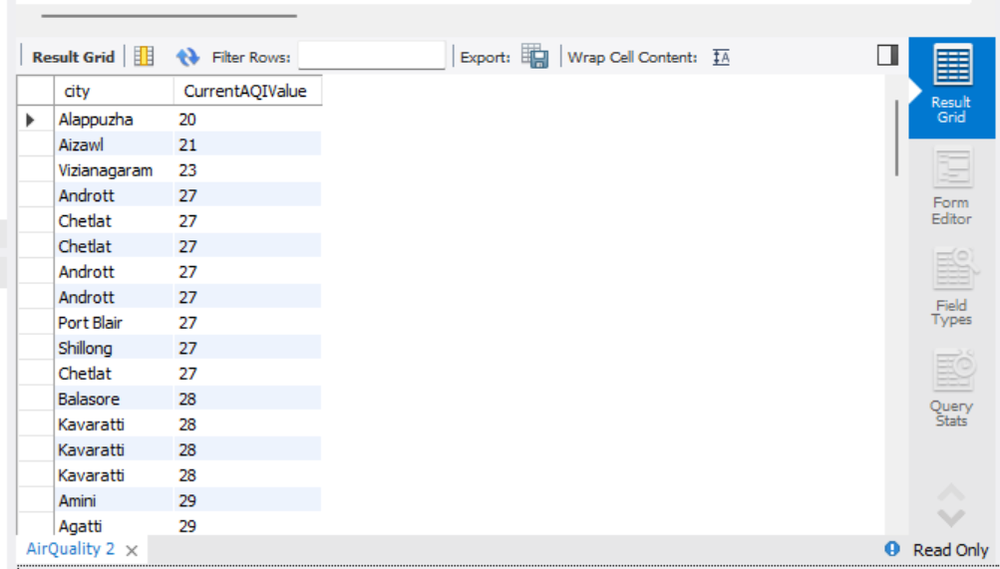 Result Grid Filter Rows: Export: Wrap Cell Content: IA
city CurrentAQIValue
Alappuzha 20
Aizawl 21
Vizianagaram 23
Andrott 27
Chetlat 27
Chetlat 27
Andrott 27
Andrott 27
Port Blair 27
Shillong 27
Chetlat 27
Balasore 28
Kavaratti 28
Kavaratti 28
Kavaratti 28
Amini 29
Agatti 29
Result
Grid
Form
Editor
Field
Types
Query
Stats
AirQuality 2 × Read Only